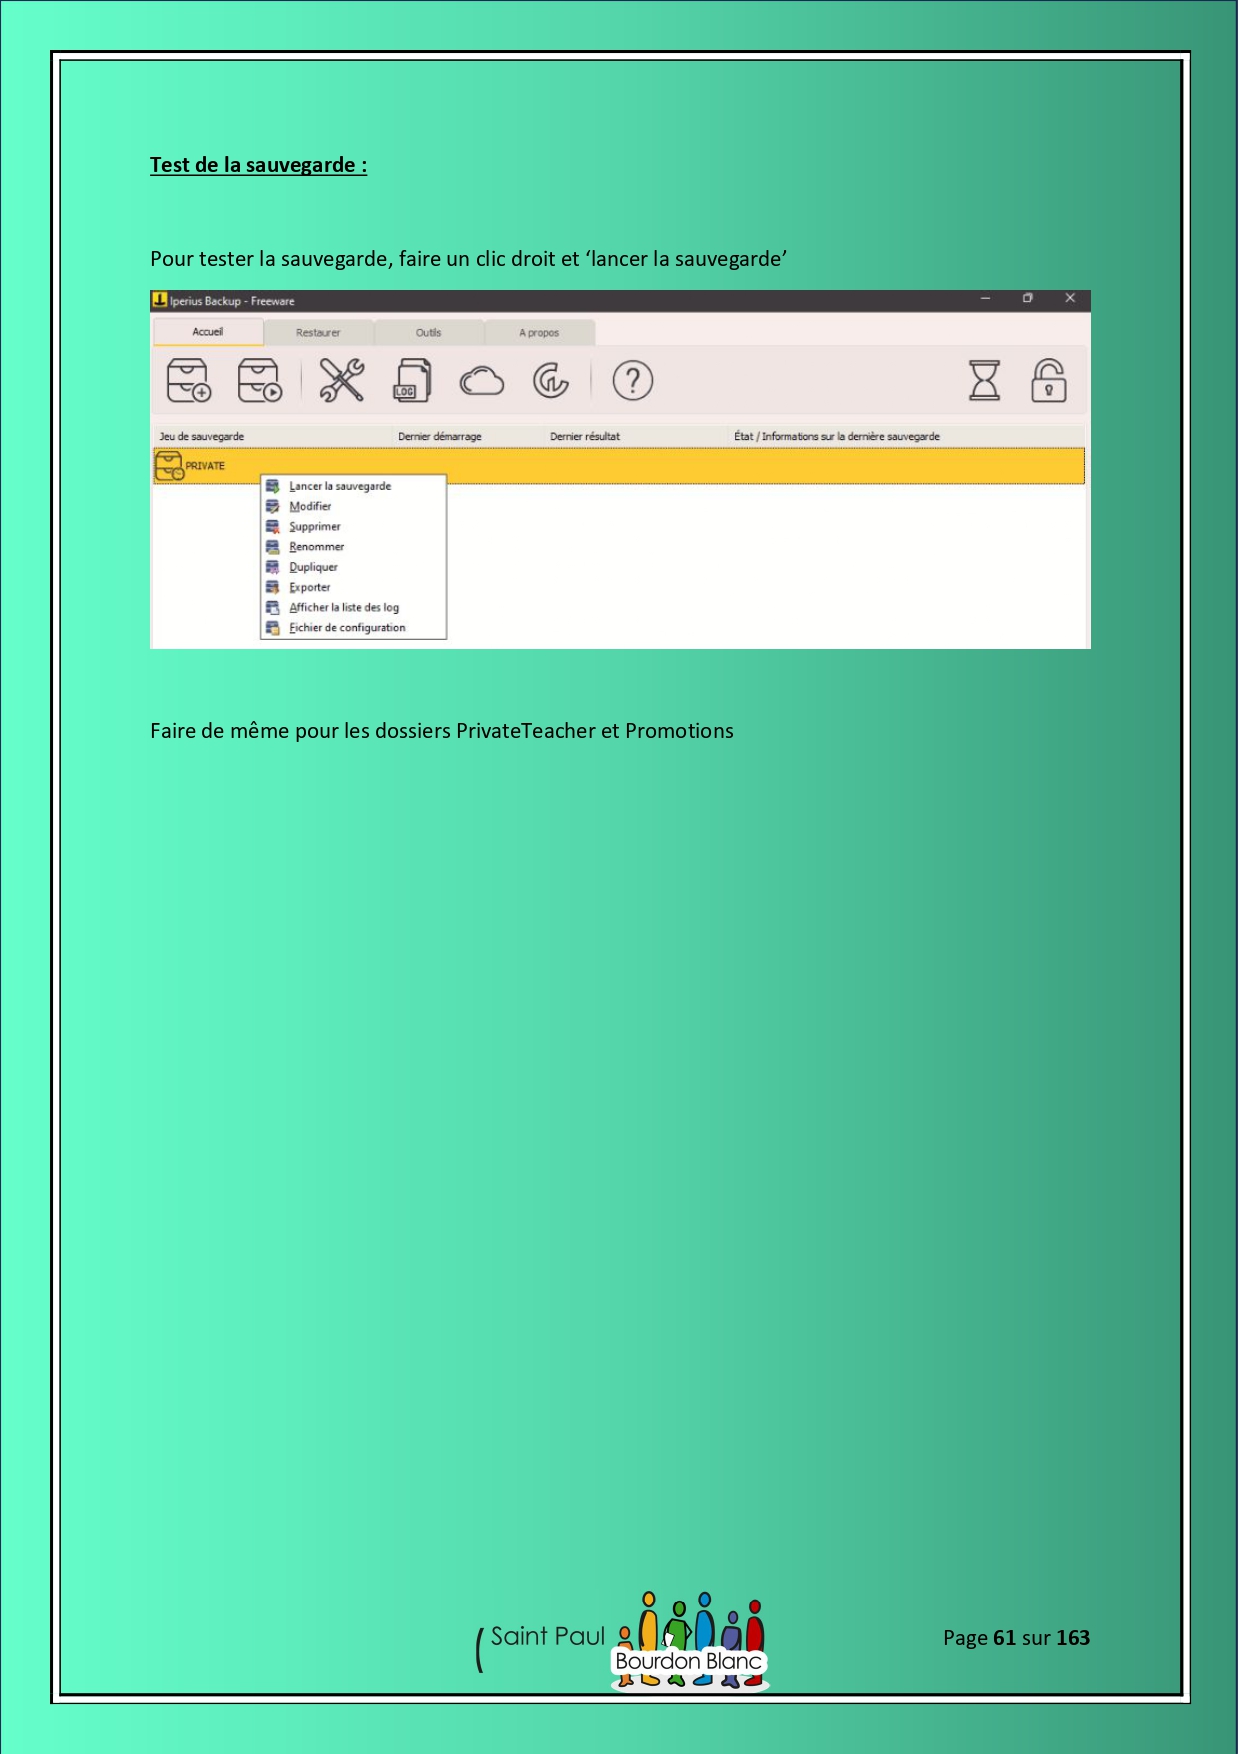 Test de la sauvegarde :
Pour tester la sauvegarde, faire un clic droit et ‘lancer la sauvegarde’
Iperius Backup - Freeware
Accueil Restaurer Outils A propos
LOG
Jeu de sauvegarde Dernier démarrage Dernier résultat État / Informations sur la dernière sauvegarde
PRIVATE
Lancer la sauvegarde
Modifier
Supprimer
Renommer
Dupliquer
Exporter
Afficher la liste des log
Fichier de configuration
Faire de même pour les dossiers PrivateTeacher et Promotions
Saint Paul
Bourdon Blanc
Page 61 sur 163